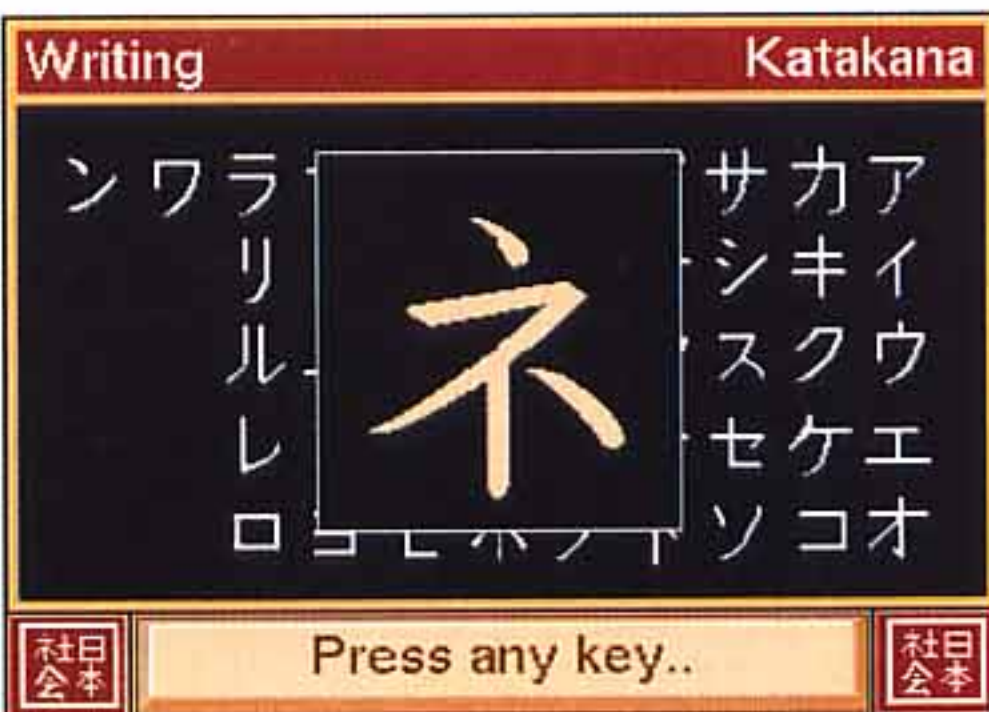 Writing Katakana
ン ワ ラ サ カ ア
リ シ キ イ
ル ス ク ウ
レ セ ケ エ
ロ ソ コ オ
ネ
日本
社会
Press any key..
日本
社会